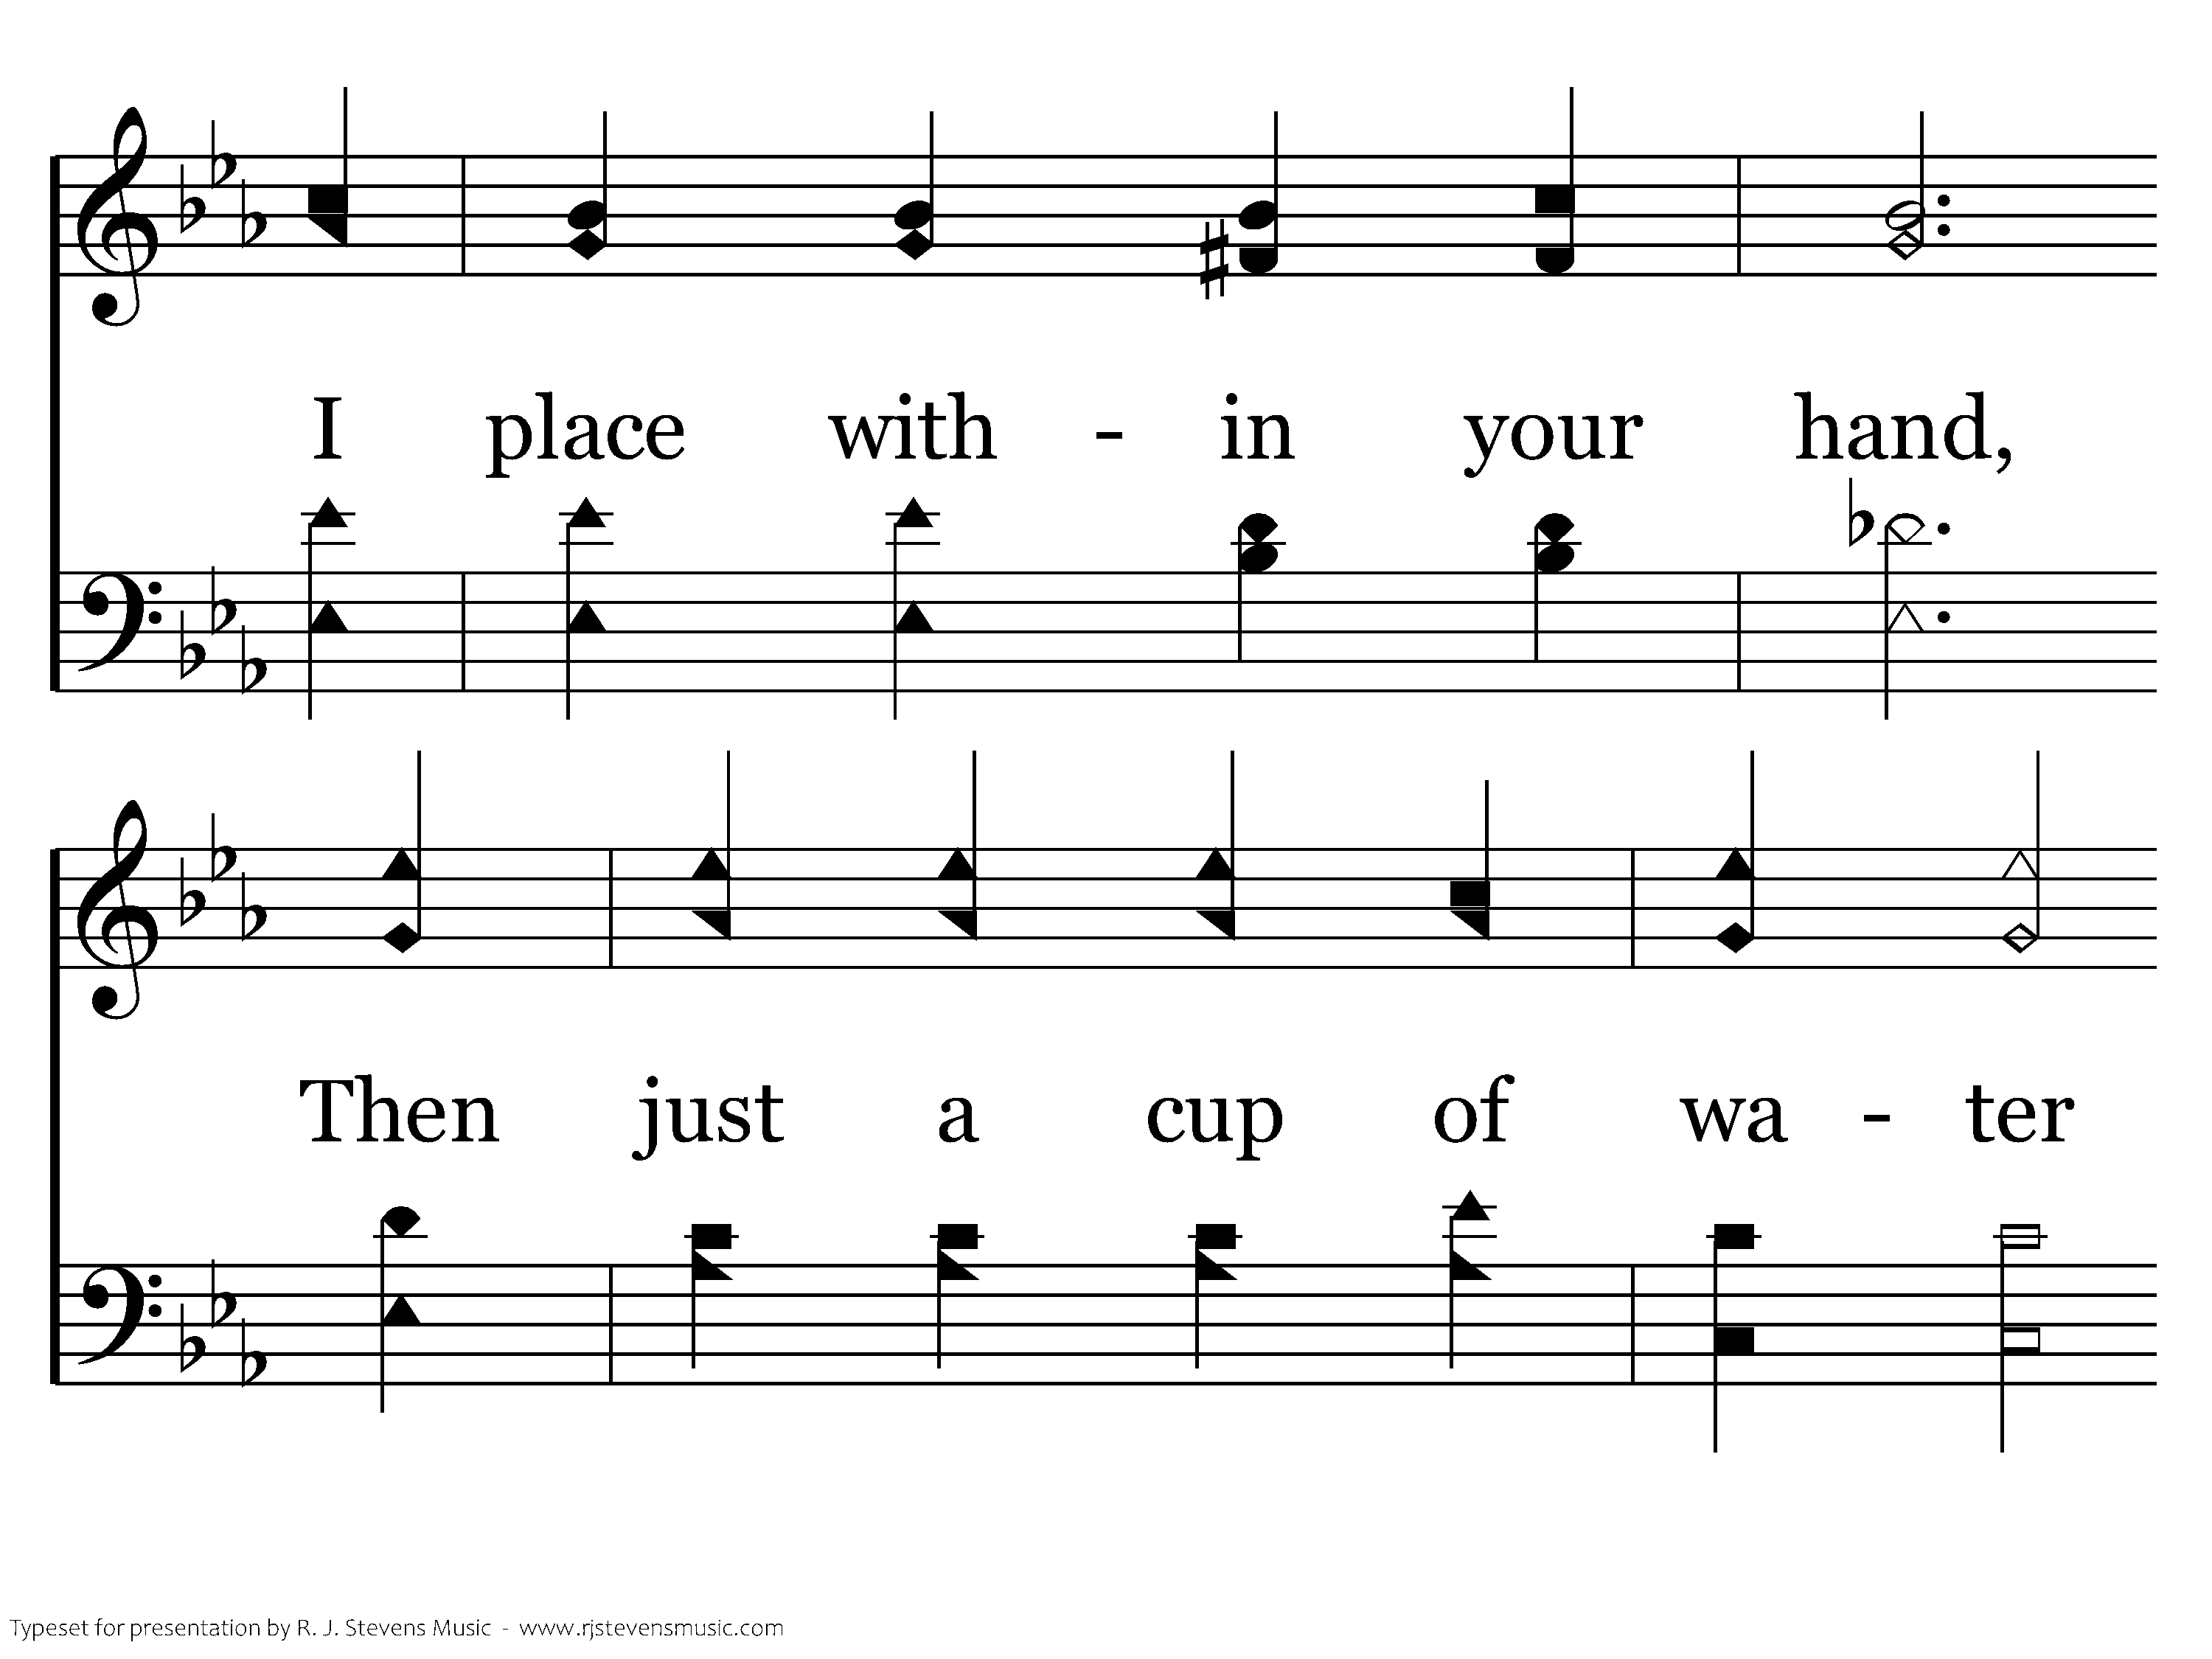 I place with - in your hand,
Then just a cup of wa - ter
Typeset for presentation by R. J. Stevens Music - www.rjstevensmusic.com